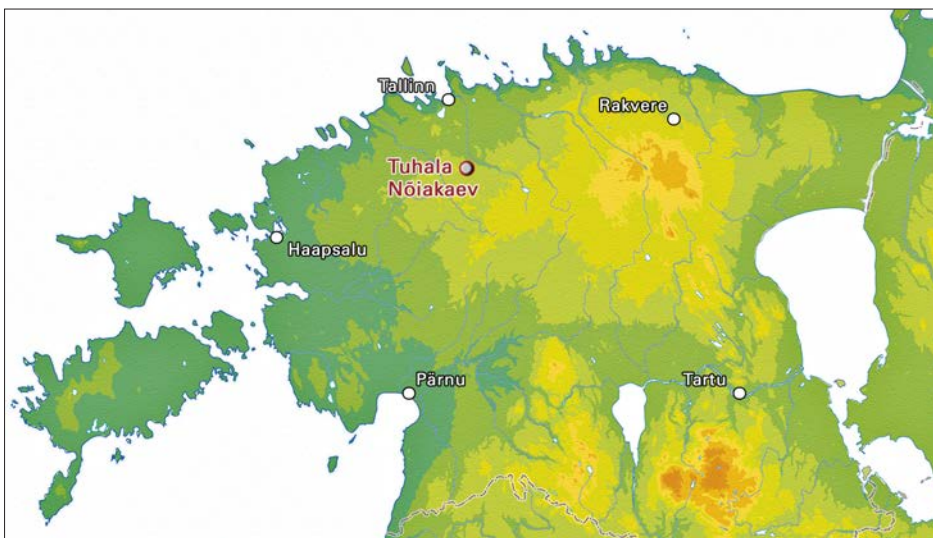 Tallinn
Rakvere
Tuhala
Nõiakaev
Haapsalu
Pärnu
Tartu